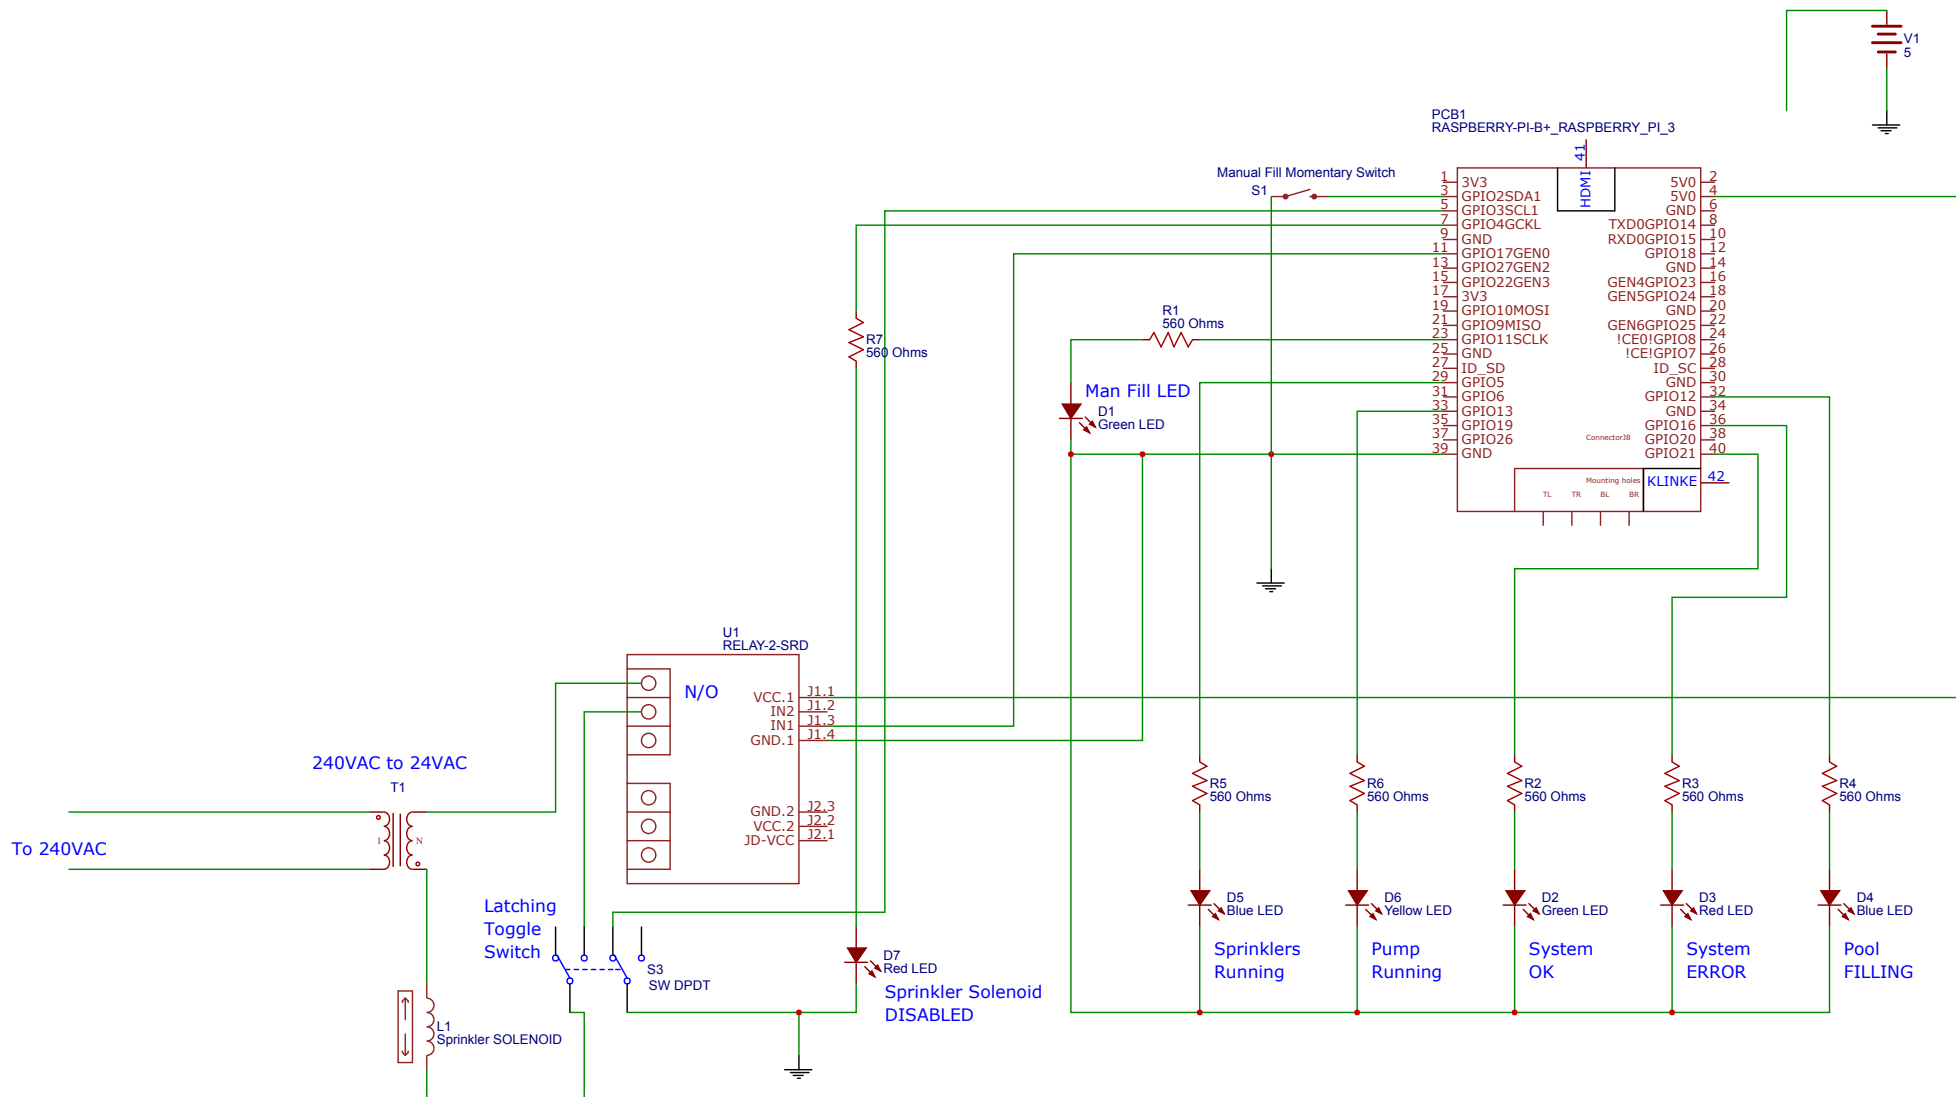 V1
5
PCB1
RASPBERRY-PI-B+_RASPBERRY_PI_3
41
HDMI
Manual Fill Momentary Switch
S1
1 3V3 5V0 2
3 GPIO2SDA1 5V0 4
5 GPIO3SCL1 GND 6
7 GPIO4GCKL TXD0GPIO14 8
9 GND RXD0GPIO15 10
11 GPIO17GEN0 GPIO18 12
13 GPIO27GEN2 GND 14
15 GPIO22GEN3 GEN4GPIO23 16
17 3V3 GEN5GPIO24 18
19 GPIO10MOSI GND 20
21 GPIO9MISO GEN6GPIO25 22
23 GPIO11SCLK !CE0!GPIO8 24
25 GND !CE!GPIO7 26
27 ID_SD ID_SC 28
29 GPIO5 GND 30
31 GPIO6 GPIO12 32
33 GPIO13 GND 34
35 GPIO19 GPIO16 36
37 GPIO26 GPIO20 38
39 GND GPIO21 40
ConnectorJ8
Mounting holes
TL TR BL BR
KLINKE 42
R1
560 Ohms
R7
560 Ohms
Man Fill LED
D1
Green LED
U1
RELAY-2-SRD
N/O
VCC.1 J1.1
IN2 J1.2
IN1 J1.3
GND.1 J1.4
GND.2 J2.3
VCC.2 J2.2
JD-VCC J2.1
240VAC to 24VAC
T1
1 N
To 240VAC
R5
560 Ohms
R6
560 Ohms
R2
560 Ohms
R3
560 Ohms
R4
560 Ohms
D5
Blue LED
D6
Yellow LED
D2
Green LED
D3
Red LED
D4
Blue LED
Sprinklers
Running
Pump
Running
System
OK
System
ERROR
Pool
FILLING
Latching
Toggle
Switch
S3
SW DPDT
D7
Red LED
Sprinkler Solenoid
DISABLED
L1
Sprinkler SOLENOID